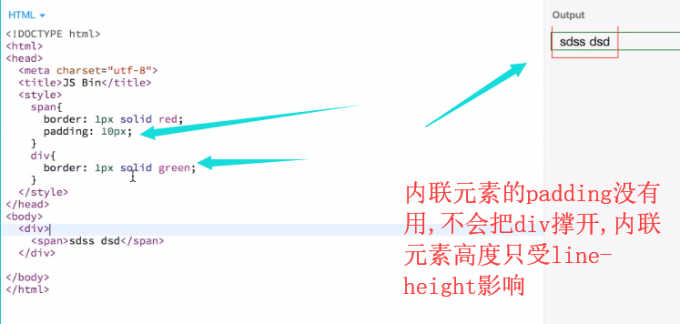 HTML
Output
<!DOCTYPE html>
<html>
<head>
<meta charset="utf-8">
<title>JS Bin</title>
<style>
span{
border: 1px solid red;
padding: 10px;
}
div{
border: 1px solid green;
}
</style>
</head>
<body>
<div>
<span>sdss dsd</span>
</div>
</body>
</html>
sdss dsd
内联元素的padding没有
用,不会把div撑开,内联
元素高度只受line-
height影响